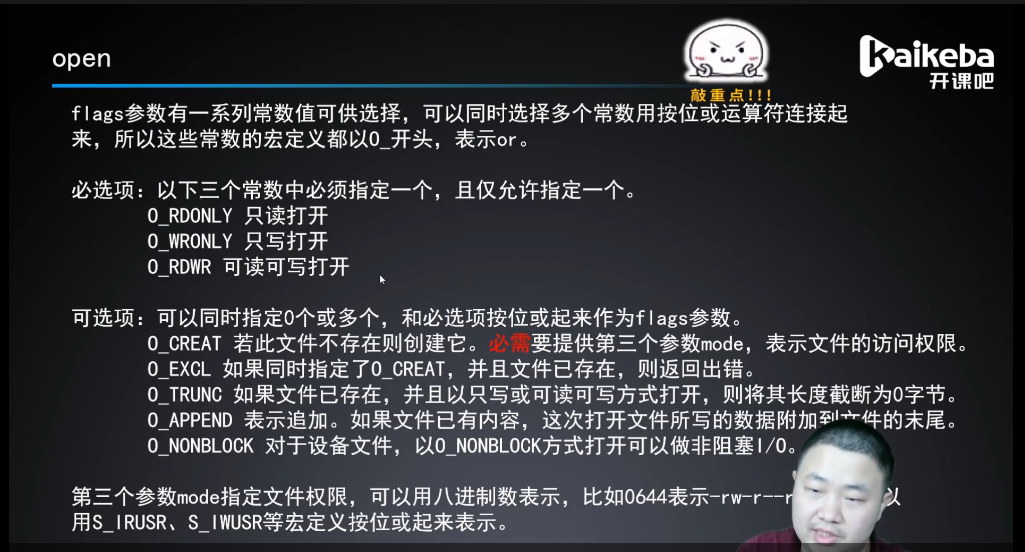 open
敲重点!!!
Kaikeba
开课吧
flags参数有一系列常数值可供选择，可以同时选择多个常数用按位或运算符连接起
来，所以这些常数的宏定义都以O_开头，表示or。
必选项：以下三个常数中必须指定一个，且仅允许指定一个。
O_RDONLY 只读打开
O_WRONLY 只写打开
O_RDWR 可读可写打开
可选项：可以同时指定0个或多个，和必选项按位或起来作为flags参数。
O_CREAT 若此文件不存在则创建它。必需要提供第三个参数mode，表示文件的访问权限。
O_EXCL 如果同时指定了O_CREAT，并且文件已存在，则返回出错。
O_TRUNC 如果文件已存在，并且以只写或可读可写方式打开，则将其长度截断为0字节。
O_APPEND 表示追加。如果文件已有内容，这次打开文件所写的数据附加到文件的末尾。
O_NONBLOCK 对于设备文件，以O_NONBLOCK方式打开可以做非阻塞I/O。
第三个参数mode指定文件权限，可以用八进制数表示，比如0644表示-rw-r--r 以
用S_IRUSR、S_IWUSR等宏定义按位或起来表示。